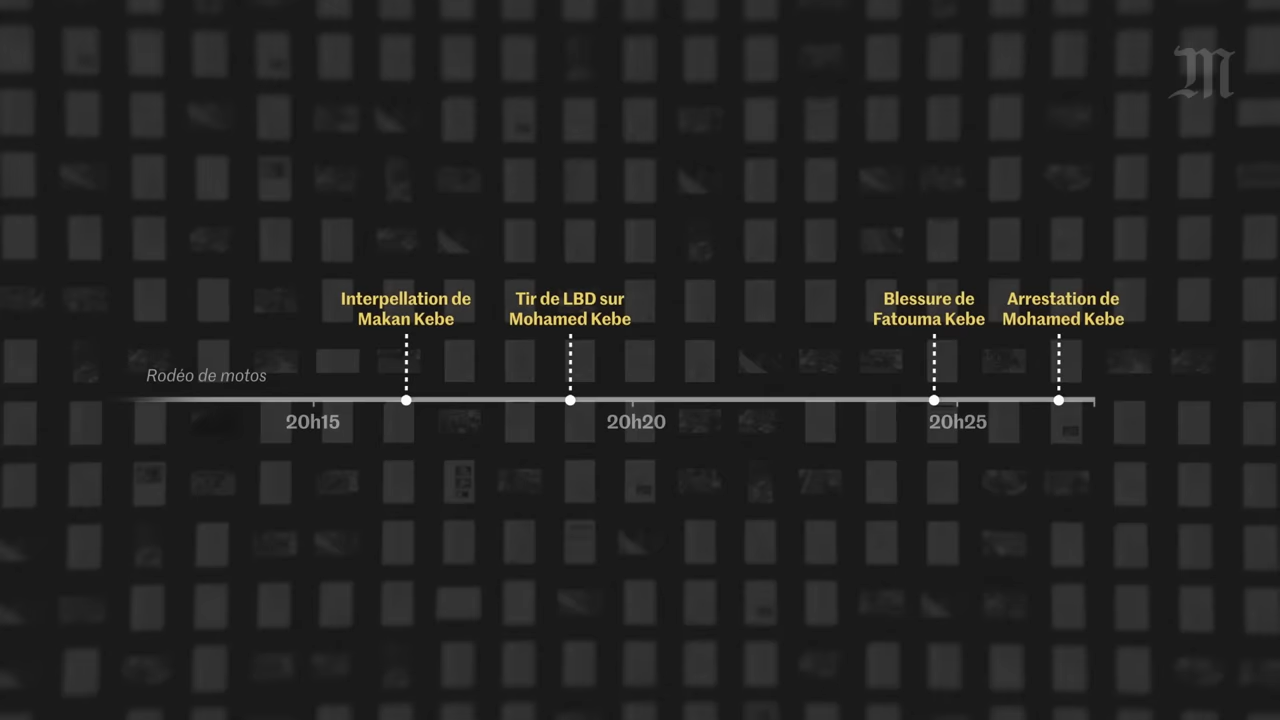 M
Interpellation de
Makan Kebe
Tir de LBD sur
Mohamed Kebe
Blessure de
Fatouma Kebe
Arrestation de
Mohamed Kebe
Rodéo de motos
20h15
20h20
20h25